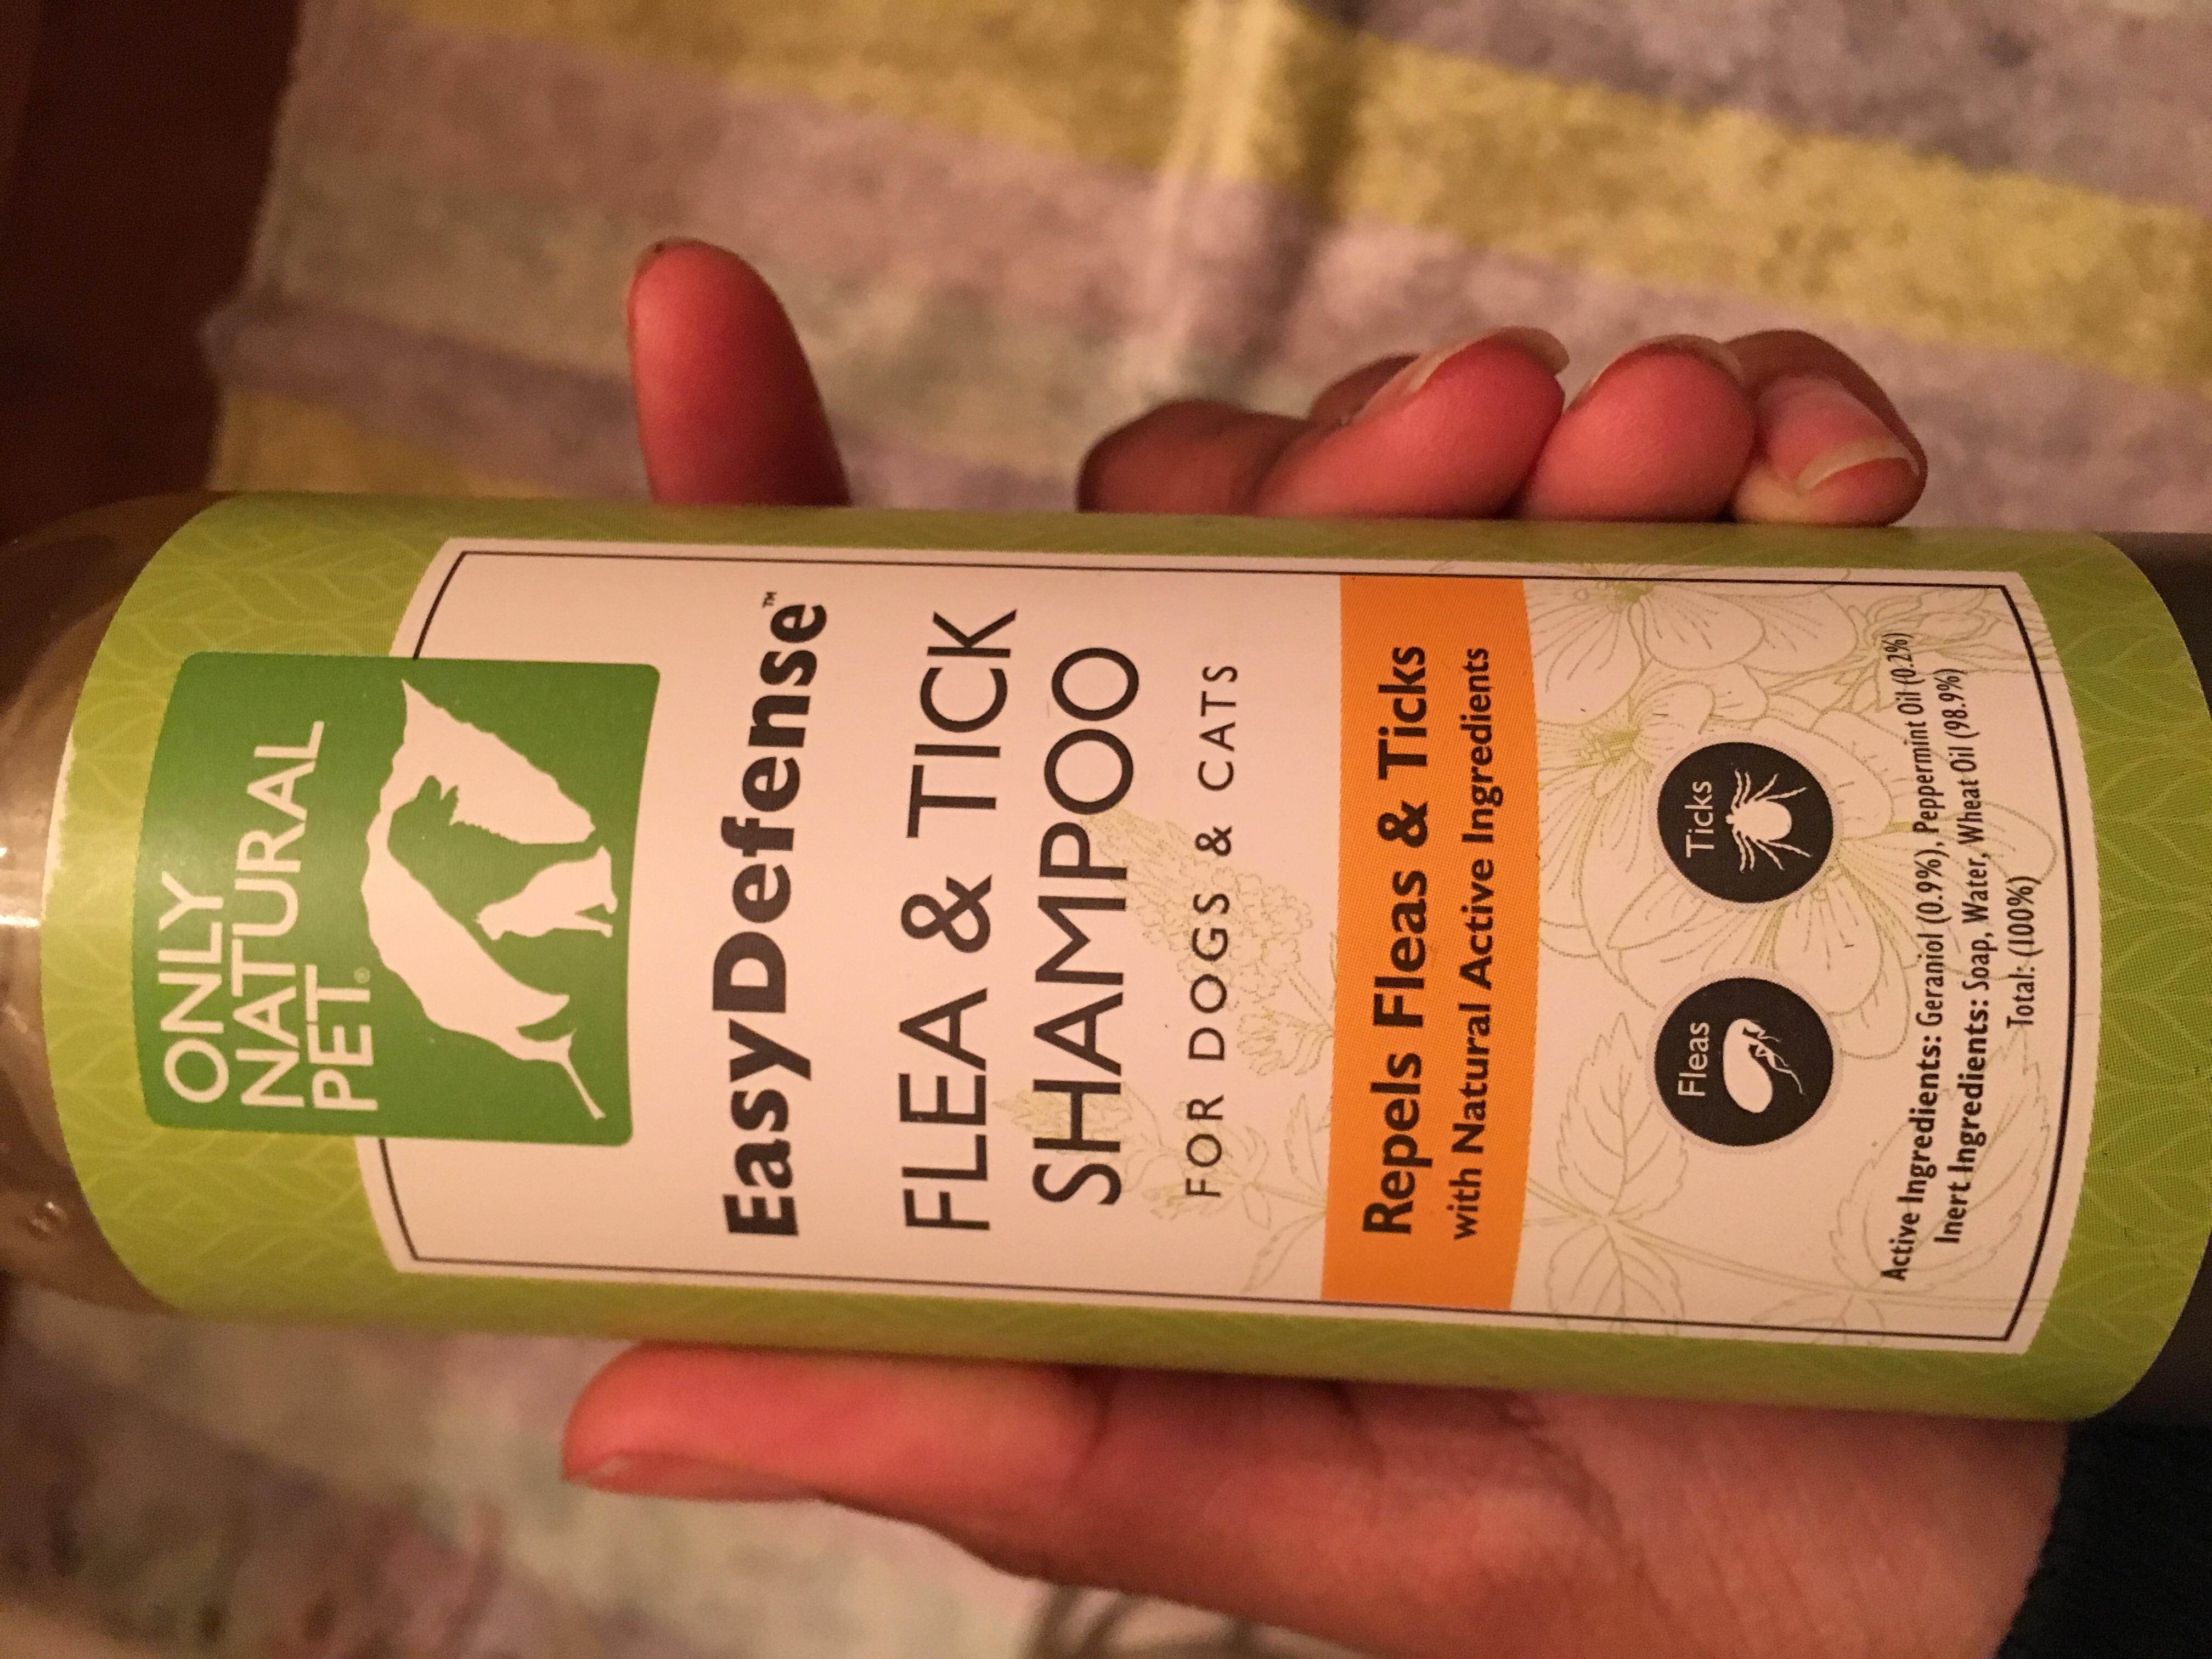 ONLY
NATURAL
PET®
EasyDefense™
FLEA & TICK
SHAMPOO
FOR DOGS & CATS
Repels Fleas & Ticks
with Natural Active Ingredients
Fleas
Ticks
Active Ingredients: Geraniol (0.9%), Peppermint Oil (0.2%)
Inert Ingredients: Soap, Water, Wheat Oil (98.9%)
Total: (100%)